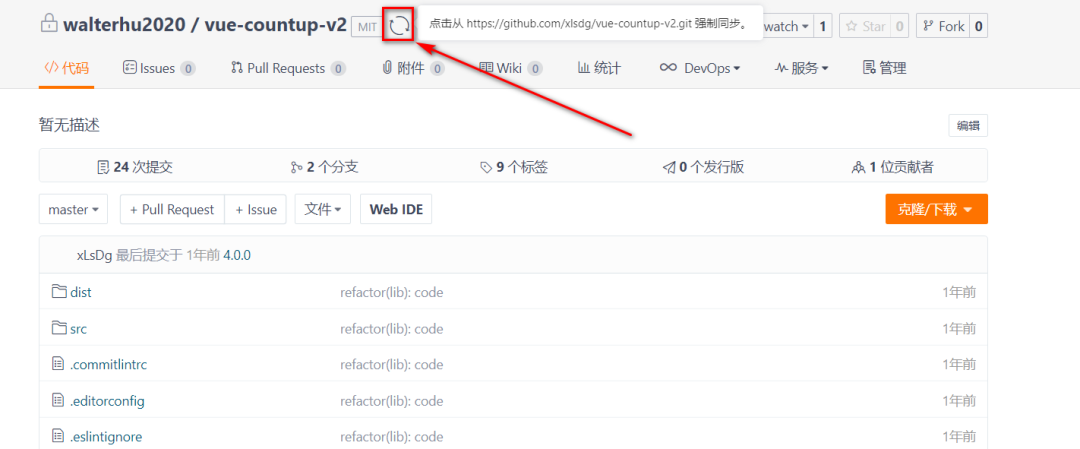 walterhu2020 / vue-countup-v2 MIT 点击从 https://github.com/xlsdg/vue-countup-v2.git 强制同步。 watch 1 Star 0 Fork 0
代码 Issues 0 Pull Requests 0 附件 0 Wiki 0 统计 DevOps 服务 管理
暂无描述 编辑
24 次提交 2 个分支 9 个标签 0 个发行版 1 位贡献者
master + Pull Request + Issue 文件 Web IDE 克隆/下载
xLsDg 最后提交于 1年前 4.0.0
dist refactor(lib): code 1年前
src refactor(lib): code 1年前
.commitlintrc refactor(lib): code 1年前
.editorconfig refactor(lib): code 1年前
.eslintignore refactor(lib): code 1年前